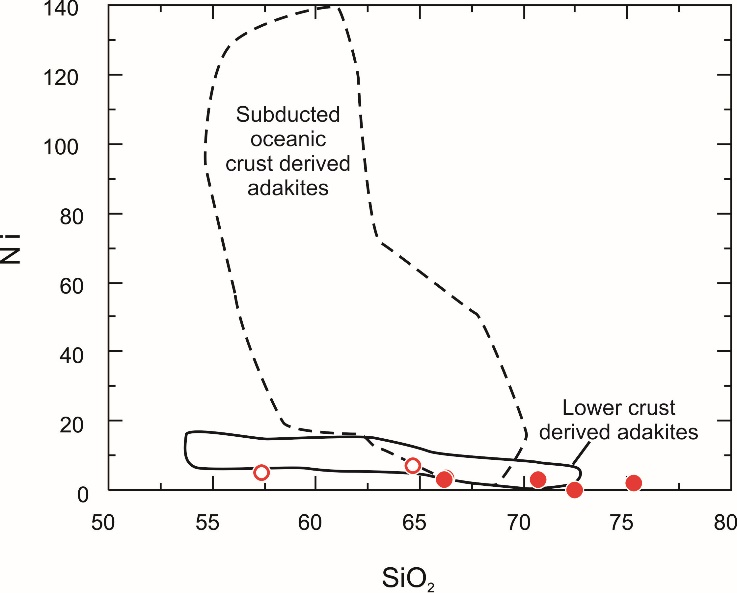 140
120
100
80
60
40
20
0
Ni
Subducted
oceanic
crust derived
adakites
Lower crust
derived adakites
50 55 60 65 70 75 80
SiO₂